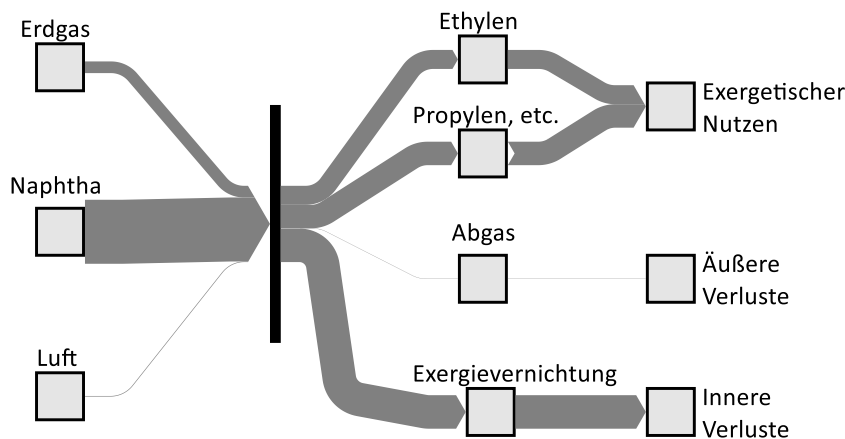 Erdgas
Ethylen
Exergetischer
Nutzen
Propylen, etc.
Naphtha
Abgas
Äußere
Verluste
Luft
Exergievernichtung
Innere
Verluste